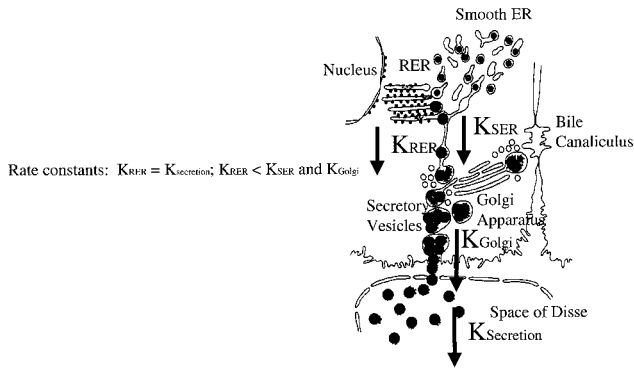 Smooth ER
RER
Nucleus
Bile
Canaliculus
KSER
KRER
Rate constants: KRER = Ksecretion; KRER < KSER and KGolgi
Secretory
Vesicles
Golgi
Apparatus
KGolgi
Space of Disse
KSecretion